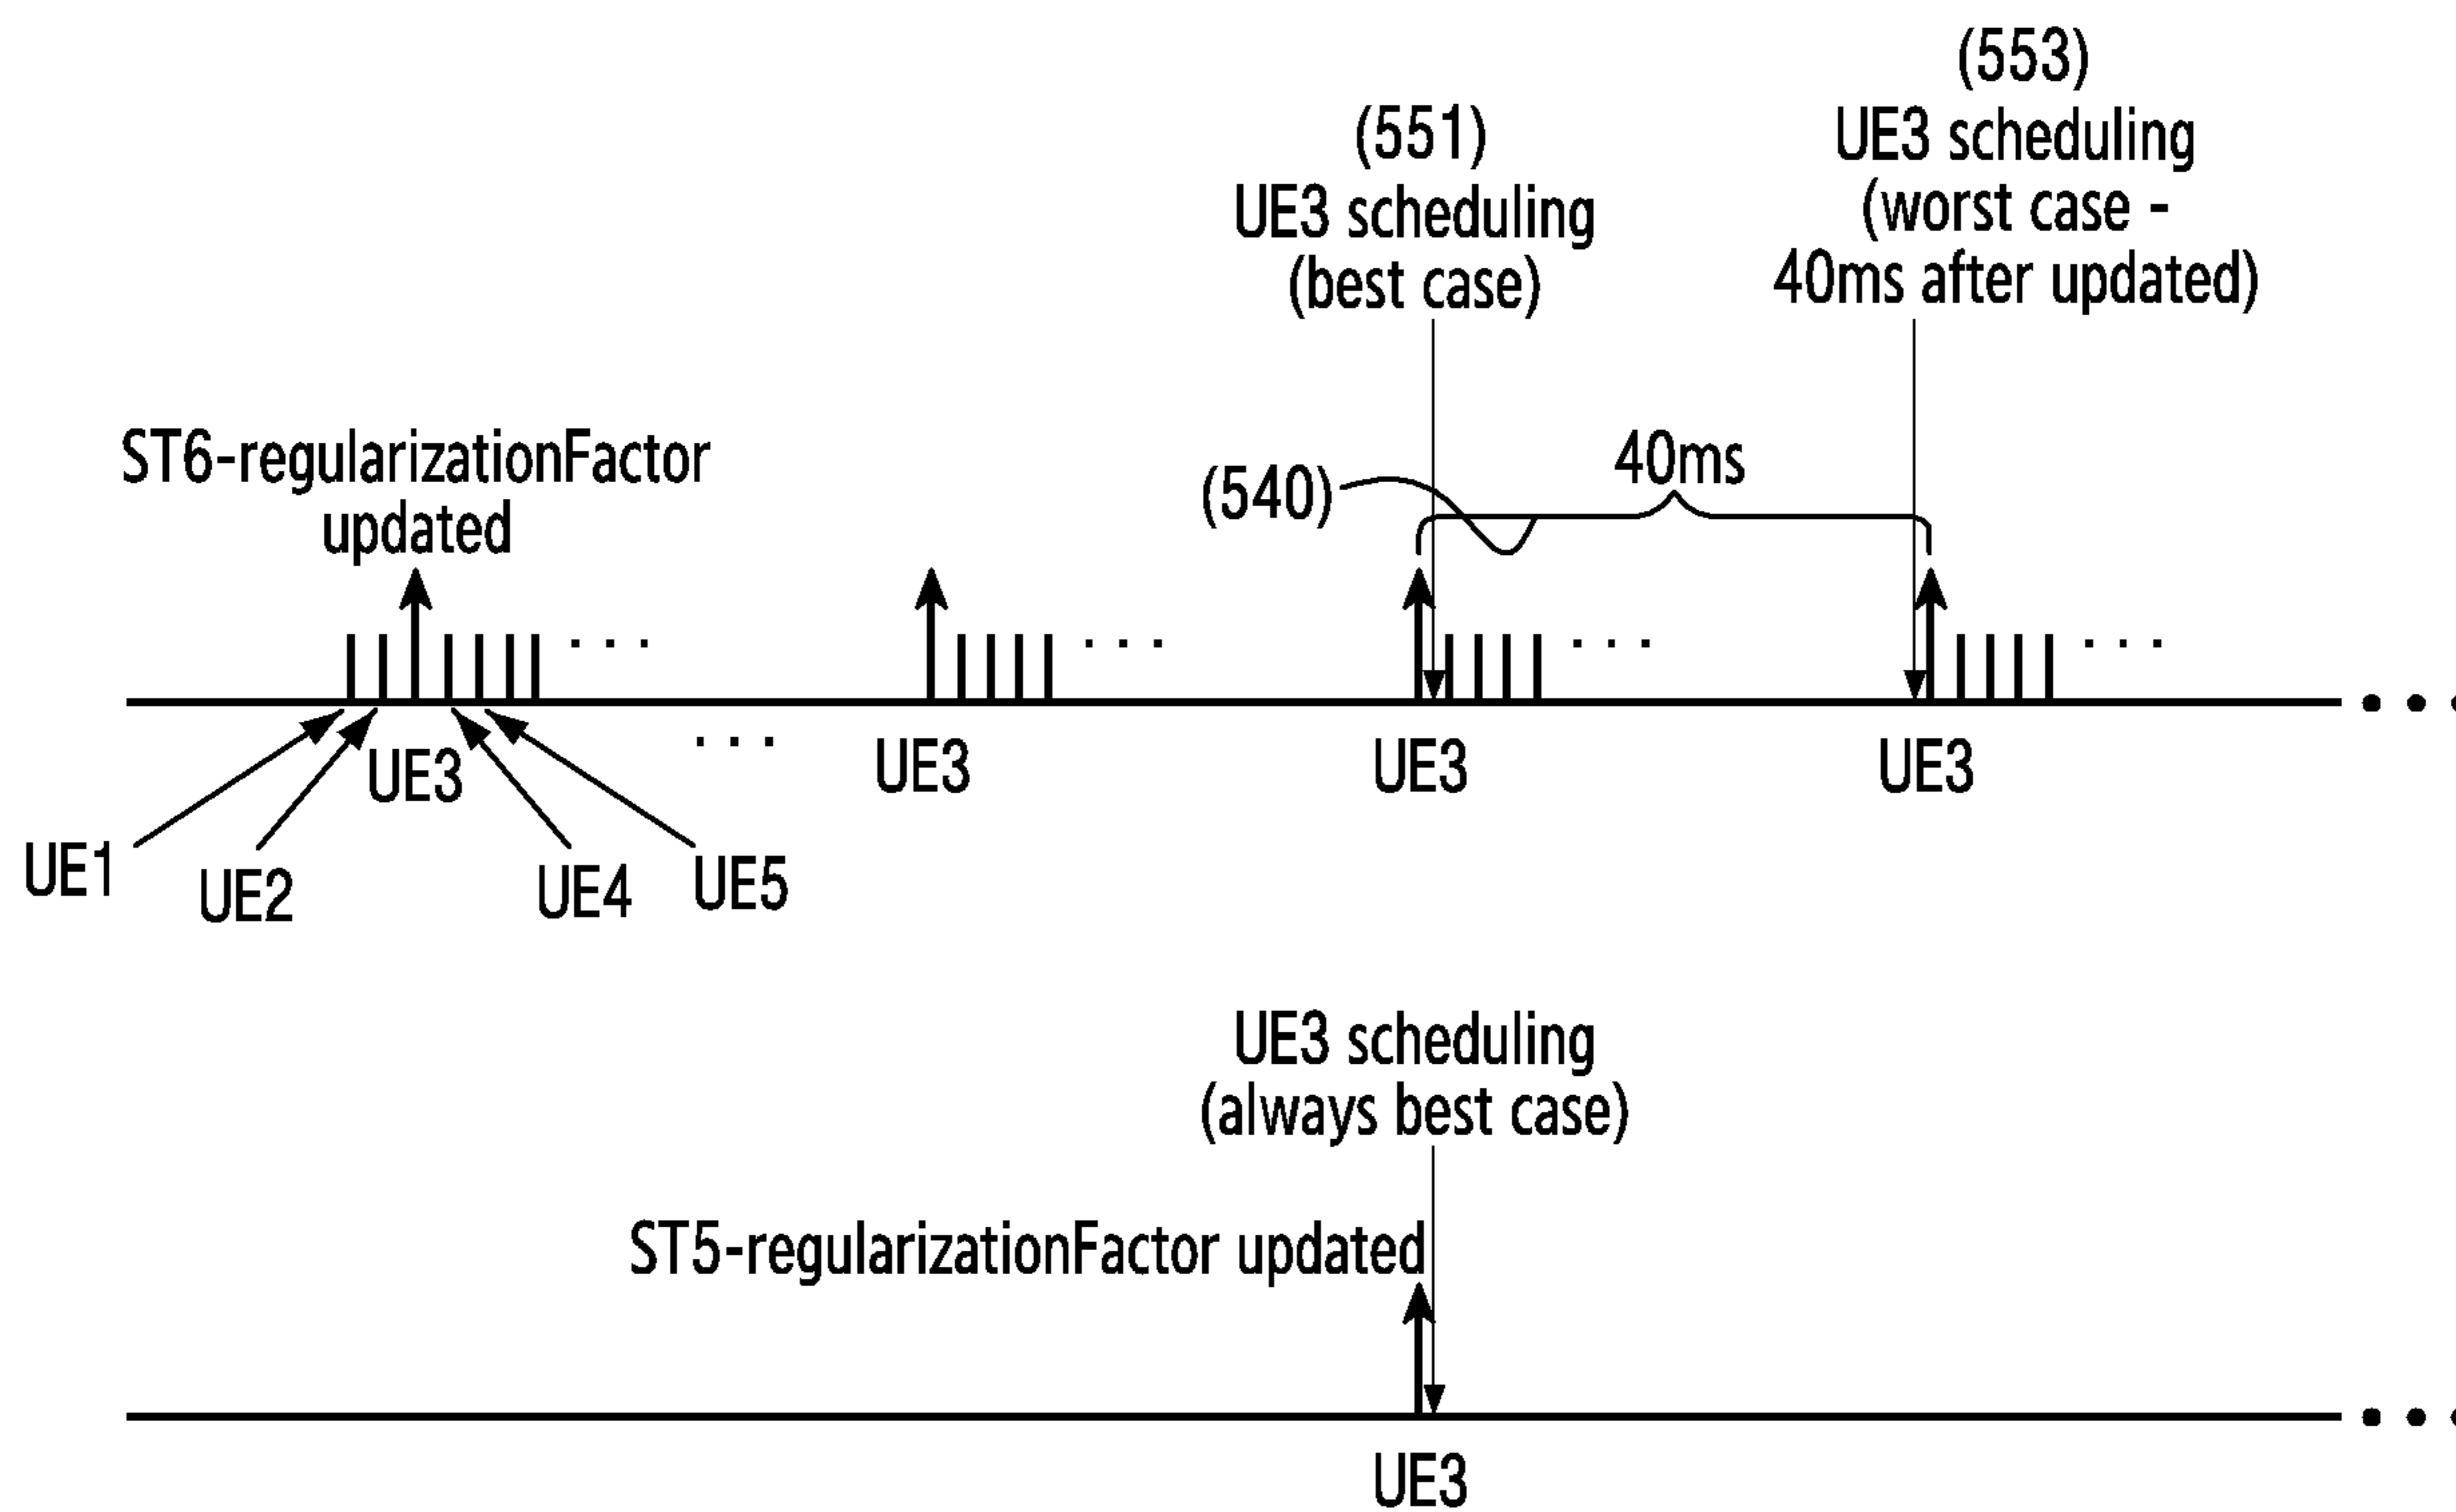 (553)
UE3 scheduling
(worst case -
40ms after updated)
(551)
UE3 scheduling
(best case)
ST6-regularizationFactor
updated
(540)
40ms
. . .
. . .
. . .
. . .
UE3
. . .
UE3
UE3
UE3
UE1
UE2
UE4
UE5
UE3 scheduling
(always best case)
ST5-regularizationFactor updated
UE3